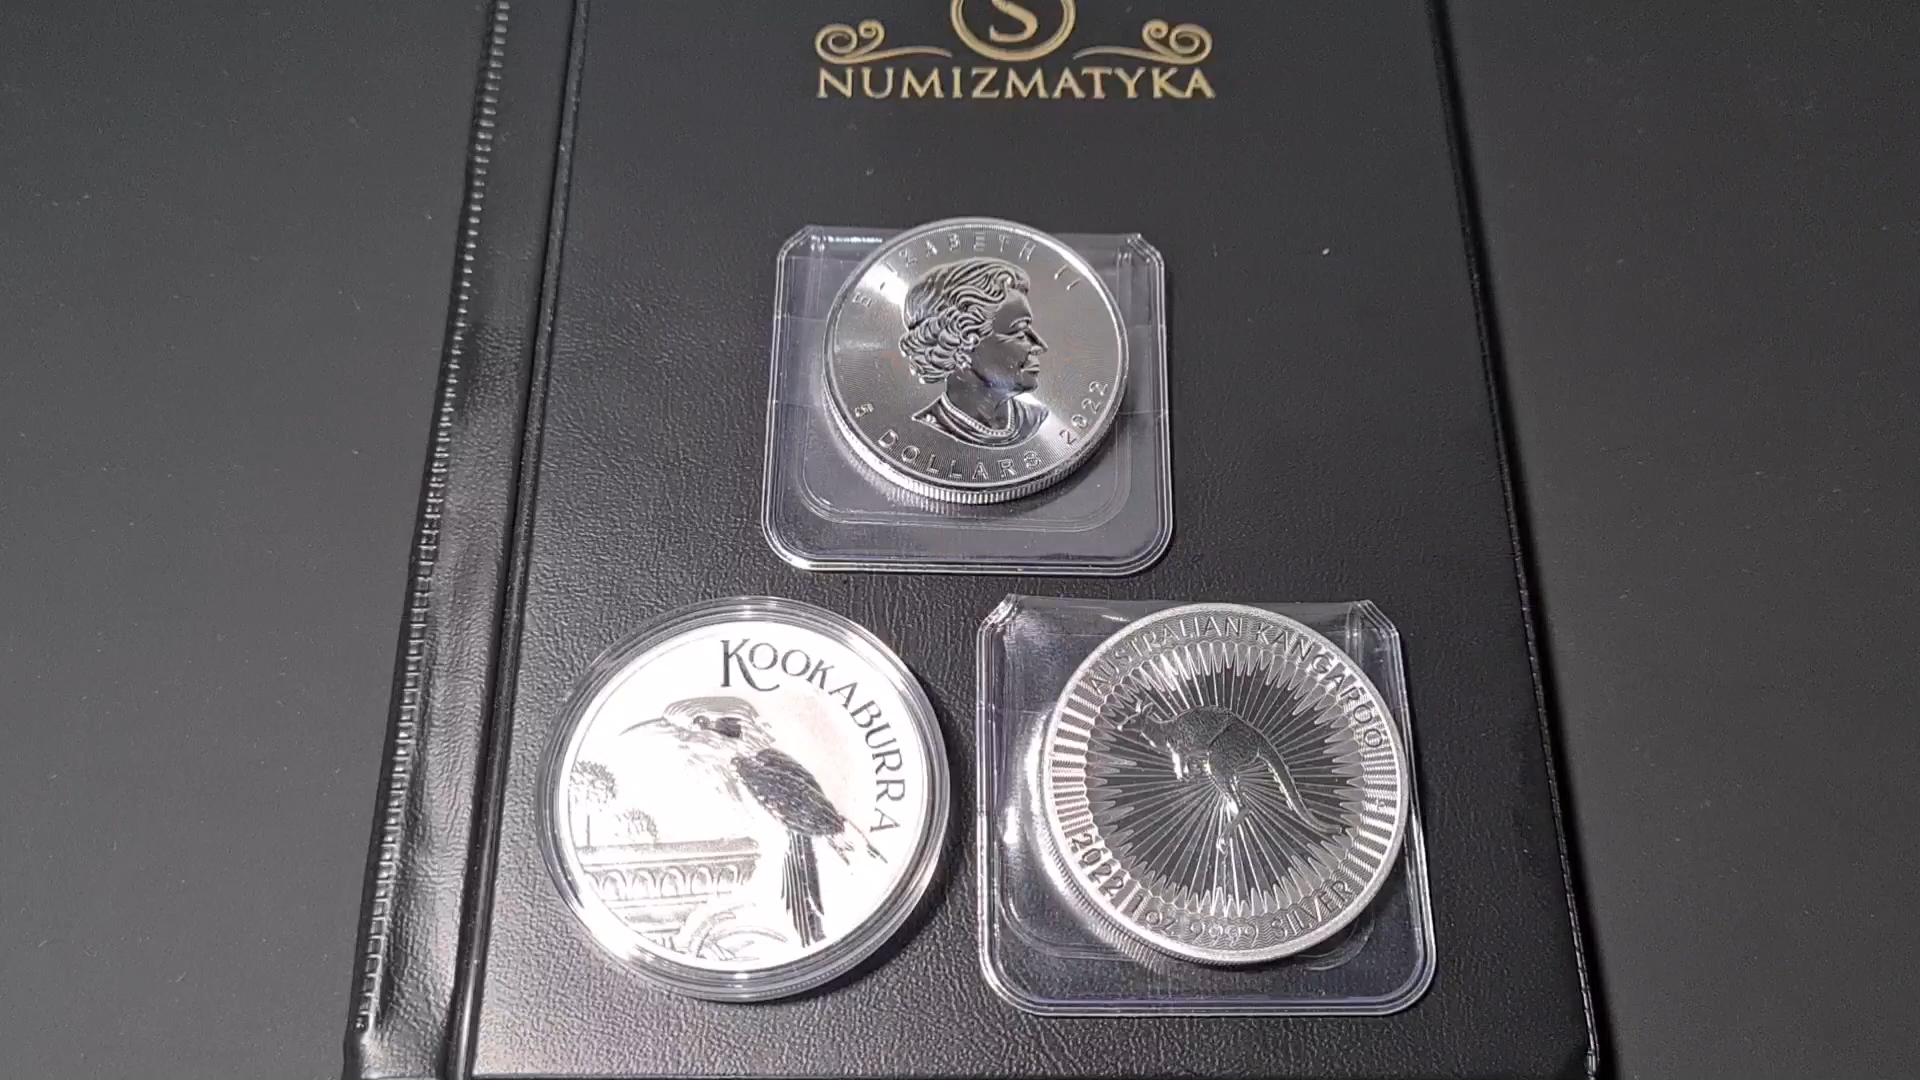 S
NUMIZMATYKA
ELIZABETH II
5 DOLLARS 2022
KOOKABURRA
AUSTRALIAN KANGAROO
2022 1oz 9999 SILVER